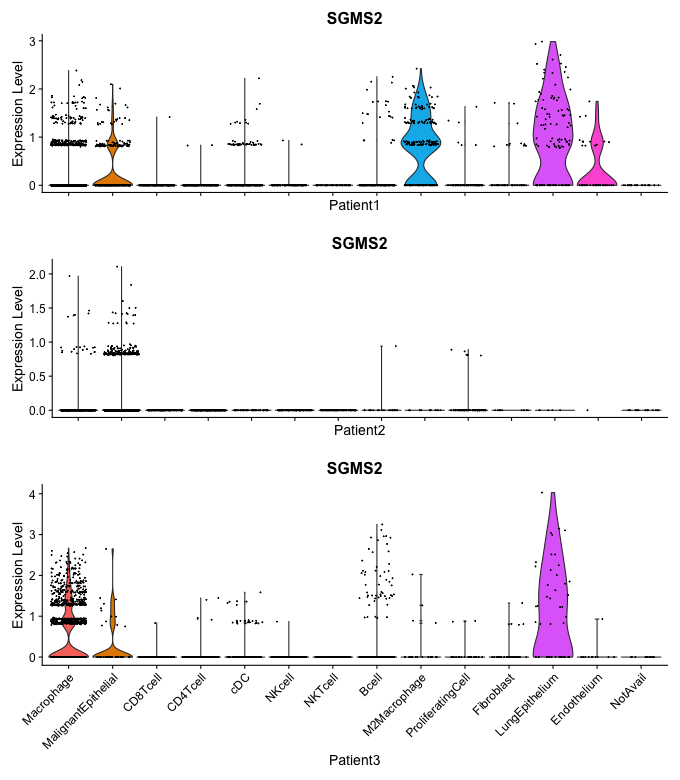 SGMS2
Expression Level
3
2
1
0
Patient1
SGMS2
Expression Level
2.0
1.5
1.0
0.5
0.0
Patient2
SGMS2
Expression Level
4
3
2
1
0
Macrophage
MalignantEpithelial
CD8Tcell
CD4Tcell
cDC
NKcell
NKTcell
Bcell
M2Macrophage
ProliferatingCell
Fibroblast
LungEpithelium
Endothelium
NotAvail
Patient3